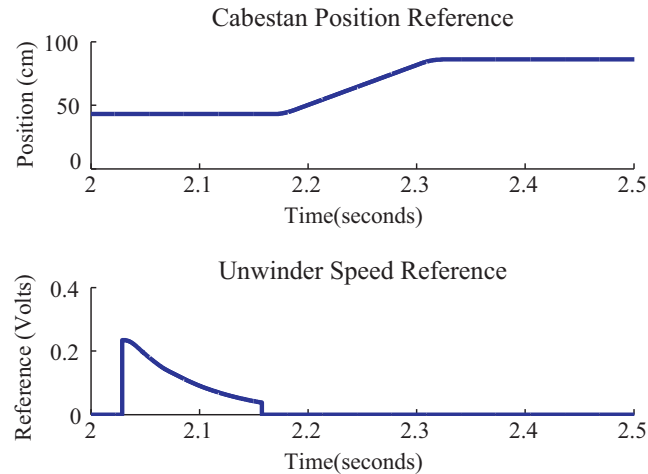 Cabestan Position Reference
Position (cm)
100
50
0
2 2.1 2.2 2.3 2.4 2.5
Time(seconds)
Unwinder Speed Reference
Reference (Volts)
0.4
0.2
0
2 2.1 2.2 2.3 2.4 2.5
Time(seconds)